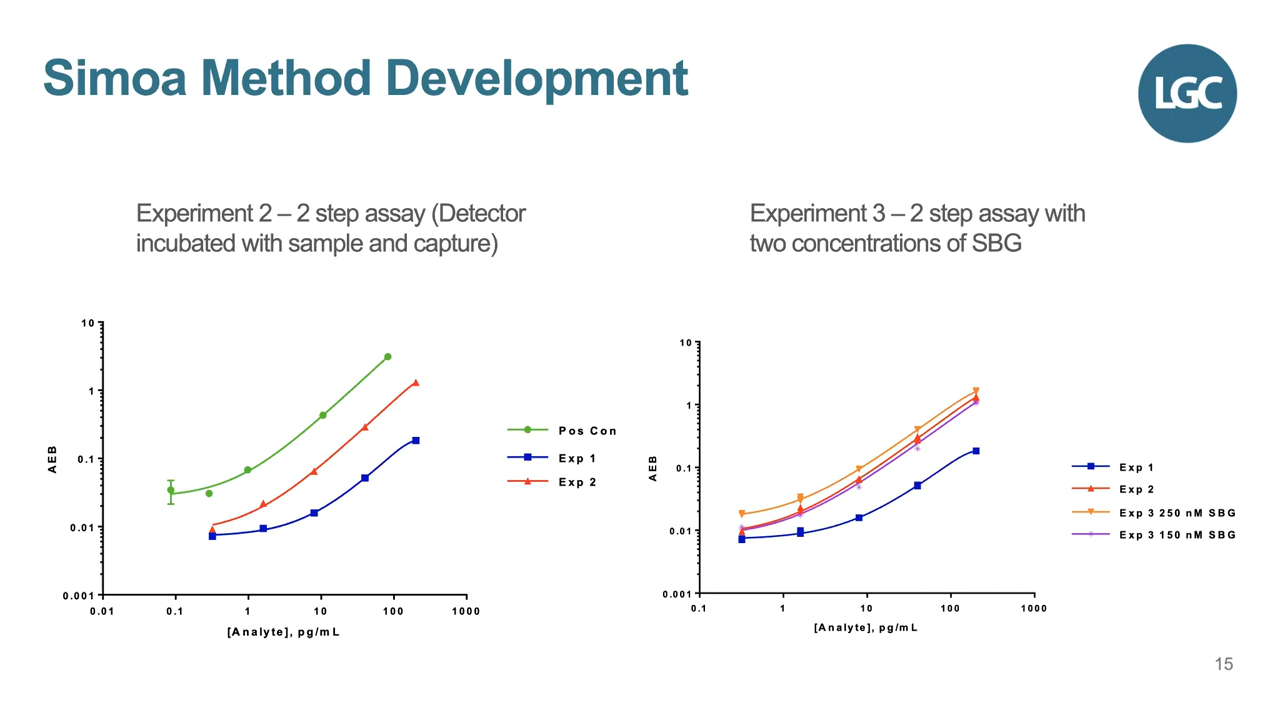 Simoa Method Development
LGC
Experiment 2 – 2 step assay (Detector
incubated with sample and capture)
Experiment 3 – 2 step assay with
two concentrations of SBG
10
1
0.1
0.01
0.001
AEB
0.01
0.1
1
10
100
1000
[Analyte], pg/mL
Pos Con
Exp 1
Exp 2
10
1
0.1
0.01
0.001
AEB
0.1
1
10
100
1000
[Analyte], pg/mL
Exp 1
Exp 2
Exp 3 250 nM SBG
Exp 3 150 nM SBG
15